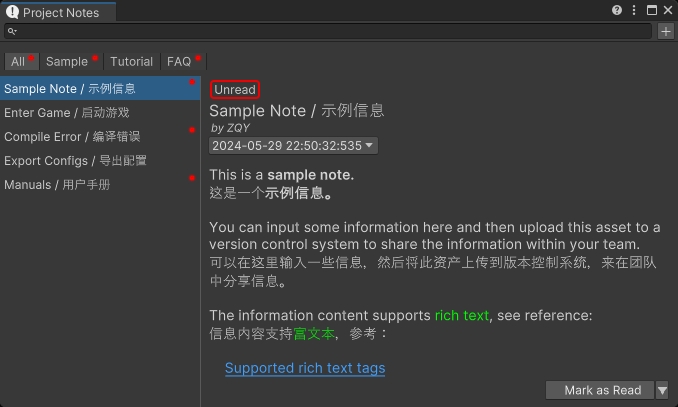 Project Notes
All
Sample
Tutorial
FAQ
Sample Note / 示例信息
Enter Game / 启动游戏
Compile Error / 编译错误
Export Configs / 导出配置
Manuals / 用户手册
Unread
Sample Note / 示例信息
by ZQY
2024-05-29 22:50:32:535
This is a sample note.
这是一个示例信息。
You can input some information here and then upload this asset to a
version control system to share the information within your team.
可以在这里输入一些信息，然后将此资产上传到版本控制系统，来在团队
中分享信息。
The information content supports rich text, see reference:
信息内容支持富文本，参考：
Supported rich text tags
Mark as Read